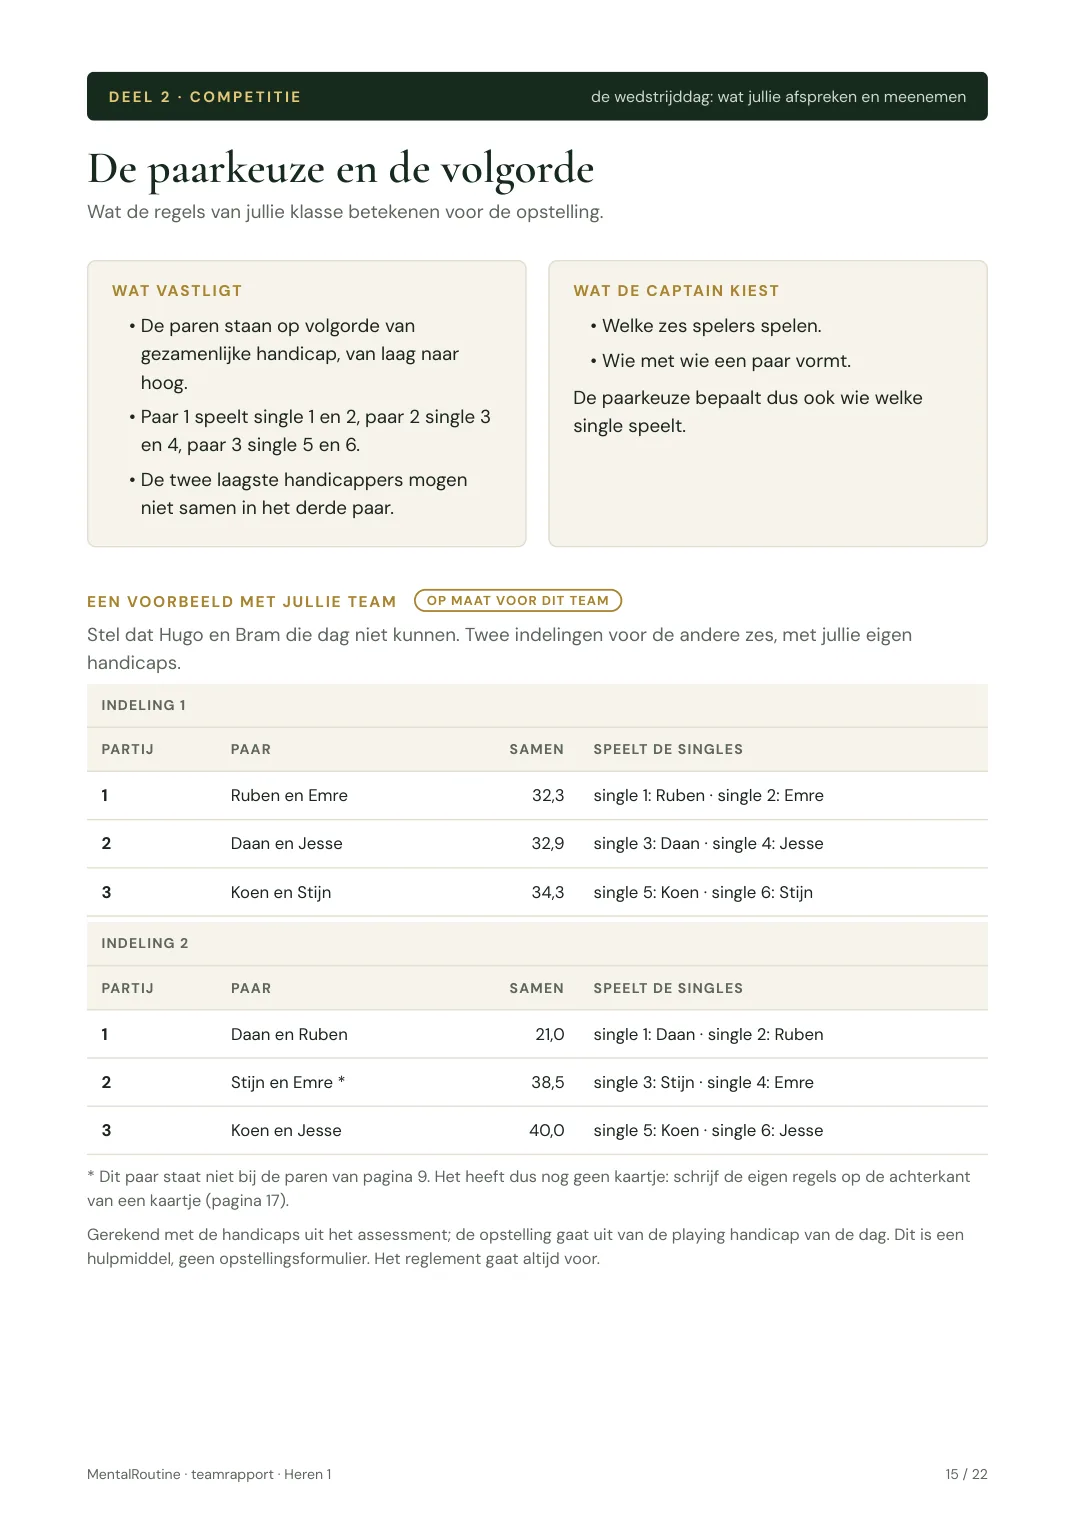 DEEL 2 · COMPETITIE
de wedstrijddag: wat jullie afspreken en meenemen
De paarkeuze en de volgorde
Wat de regels van jullie klasse betekenen voor de opstelling.
WAT VASTLIGT
• De paren staan op volgorde van
gezamenlijke handicap, van laag naar
hoog.
• Paar 1 speelt single 1 en 2, paar 2 single 3
en 4, paar 3 single 5 en 6.
• De twee laagste handicappers mogen
niet samen in het derde paar.
WAT DE CAPTAIN KIEST
• Welke zes spelers spelen.
• Wie met wie een paar vormt.
De paarkeuze bepaalt dus ook wie welke
single speelt.
EEN VOORBEELD MET JULLIE TEAM OP MAAT VOOR DIT TEAM
Stel dat Hugo en Bram die dag niet kunnen. Twee indelingen voor de andere zes, met jullie eigen
handicaps.
INDELING 1
PARTIJ PAAR SAMEN SPEELT DE SINGLES
1 Ruben en Emre 32,3 single 1: Ruben · single 2: Emre
2 Daan en Jesse 32,9 single 3: Daan · single 4: Jesse
3 Koen en Stijn 34,3 single 5: Koen · single 6: Stijn
INDELING 2
PARTIJ PAAR SAMEN SPEELT DE SINGLES
1 Daan en Ruben 21,0 single 1: Daan · single 2: Ruben
2 Stijn en Emre * 38,5 single 3: Stijn · single 4: Emre
3 Koen en Jesse 40,0 single 5: Koen · single 6: Jesse
* Dit paar staat niet bij de paren van pagina 9. Het heeft dus nog geen kaartje: schrijf de eigen regels op de achterkant
van een kaartje (pagina 17).
Gerekend met de handicaps uit het assessment; de opstelling gaat uit van de playing handicap van de dag. Dit is een
hulpmiddel, geen opstellingsformulier. Het reglement gaat altijd voor.
MentalRoutine · teamrapport · Heren 1
15 / 22